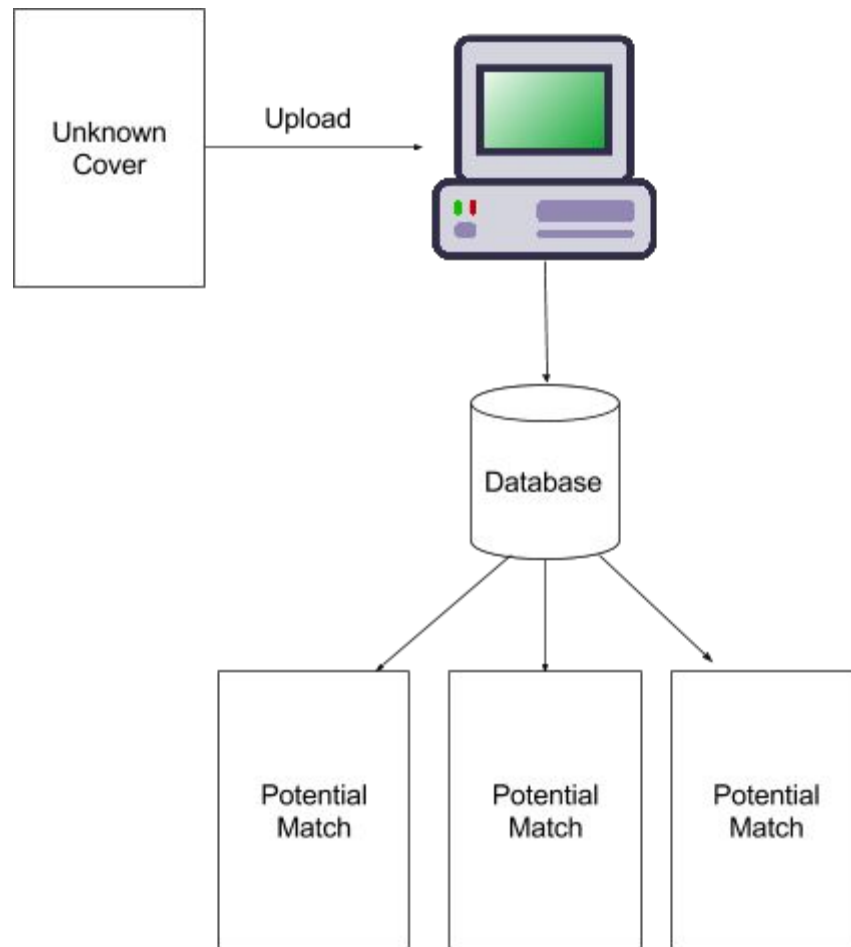 Unknown
Cover
Upload
Database
Potential
Match
Potential
Match
Potential
Match